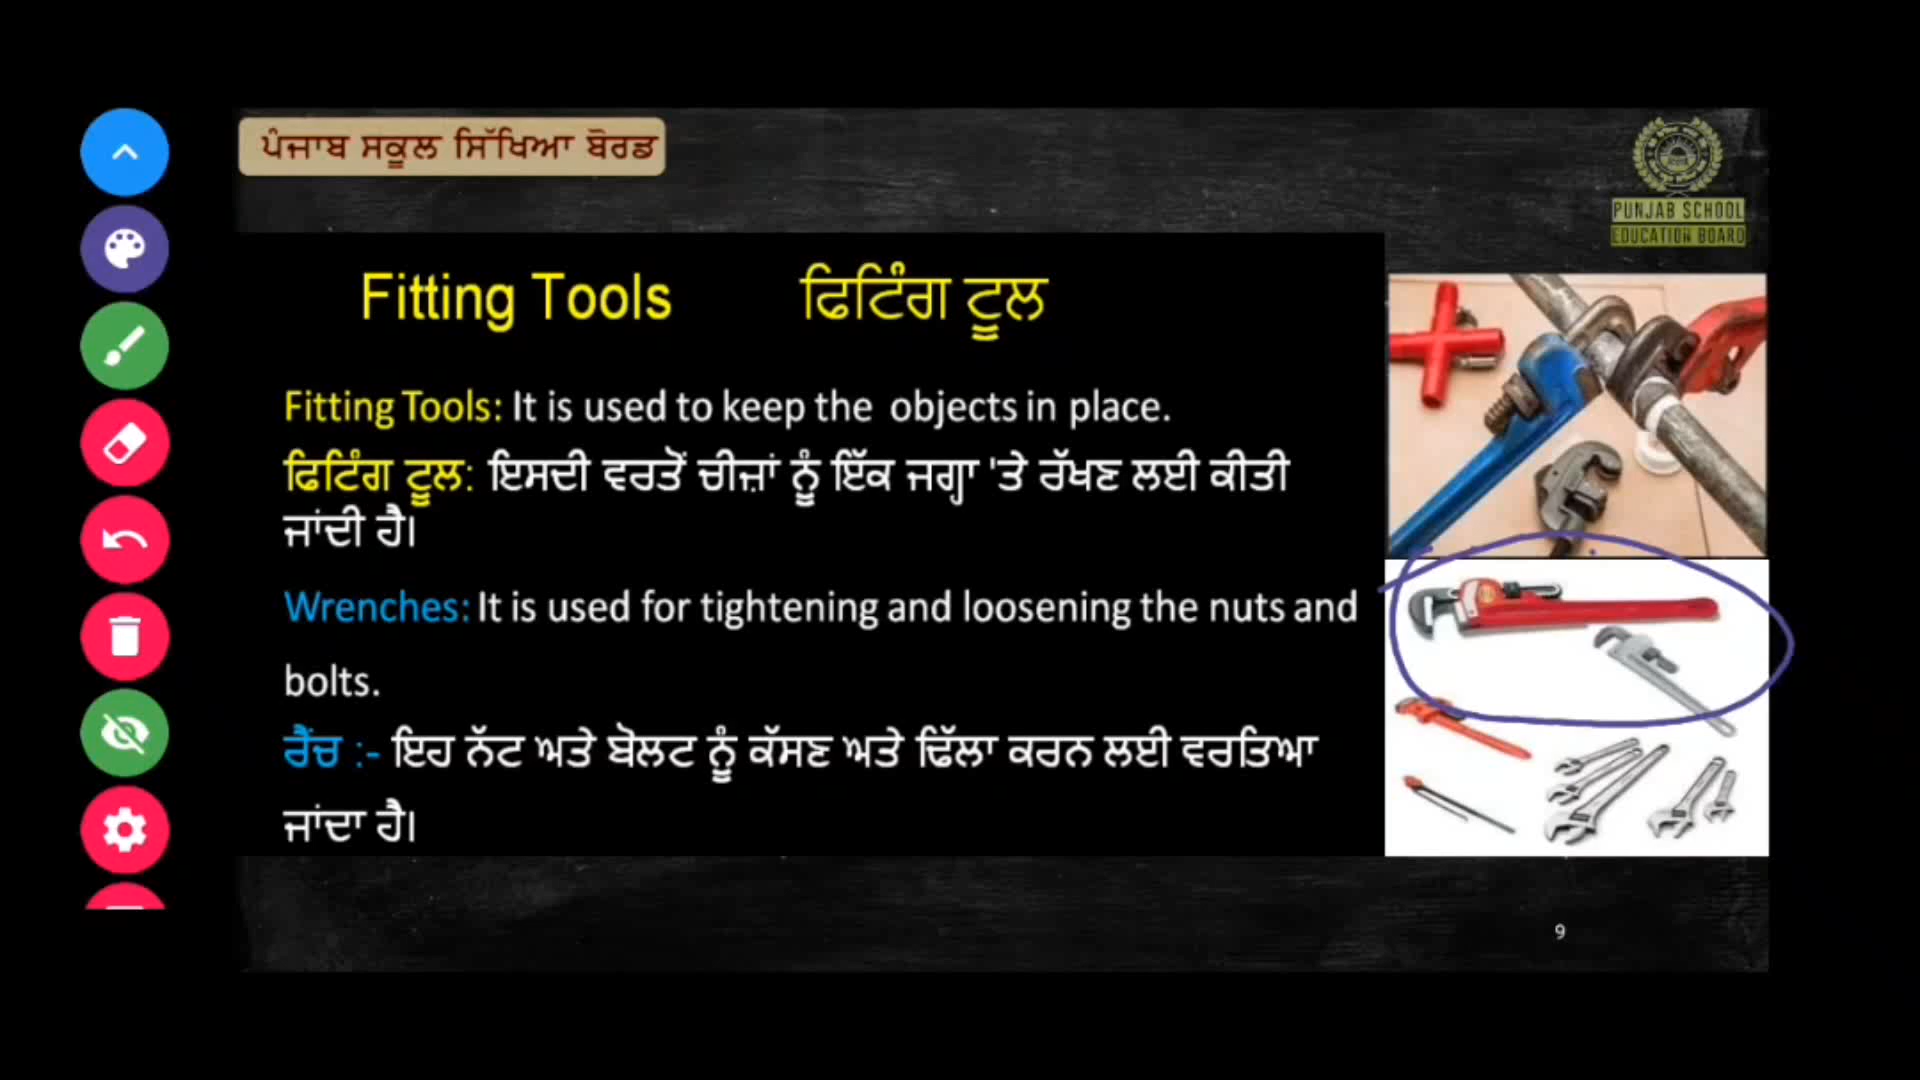 ਪੰਜਾਬ ਸਕੂਲ ਸਿੱਖਿਆ ਬੋਰਡ
PUNJAB SCHOOL
EDUCATION BOARD
Fitting Tools ਫਿਟਿੰਗ ਟੂਲ
Fitting Tools: It is used to keep the objects in place.
ਫਿਟਿੰਗ ਟੂਲ: ਇਸਦੀ ਵਰਤੋਂ ਚੀਜ਼ਾਂ ਨੂੰ ਇੱਕ ਜਗ੍ਹਾ 'ਤੇ ਰੱਖਣ ਲਈ ਕੀਤੀ
ਜਾਂਦੀ ਹੈ।
Wrenches: It is used for tightening and loosening the nuts and
bolts.
ਰੈਂਚ :- ਇਹ ਨੱਟ ਅਤੇ ਬੋਲਟ ਨੂੰ ਕੱਸਣ ਅਤੇ ਢਿੱਲਾ ਕਰਨ ਲਈ ਵਰਤਿਆ
ਜਾਂਦਾ ਹੈ।
9